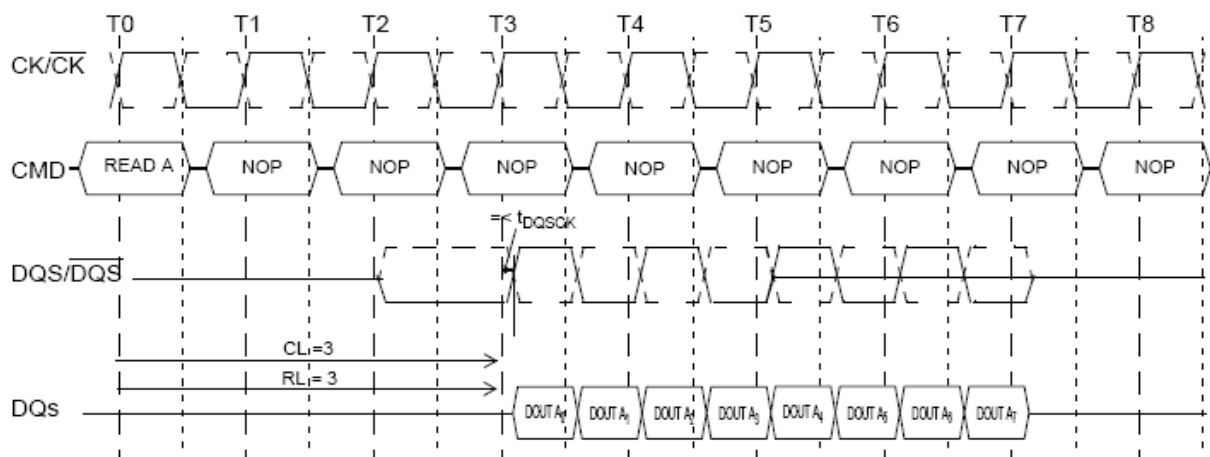 T0 T1 T2 T3 T4 T5 T6 T7 T8
CK/CK
CMD READ A NOP NOP NOP NOP NOP NOP NOP NOP
=< tDQSCK
DQS/DQS
CL =3
RL = 3
DQs DOUT A0 DOUT A1 DOUT A2 DOUT A3 DOUT A4 DOUT A5 DOUT A6 DOUT A7